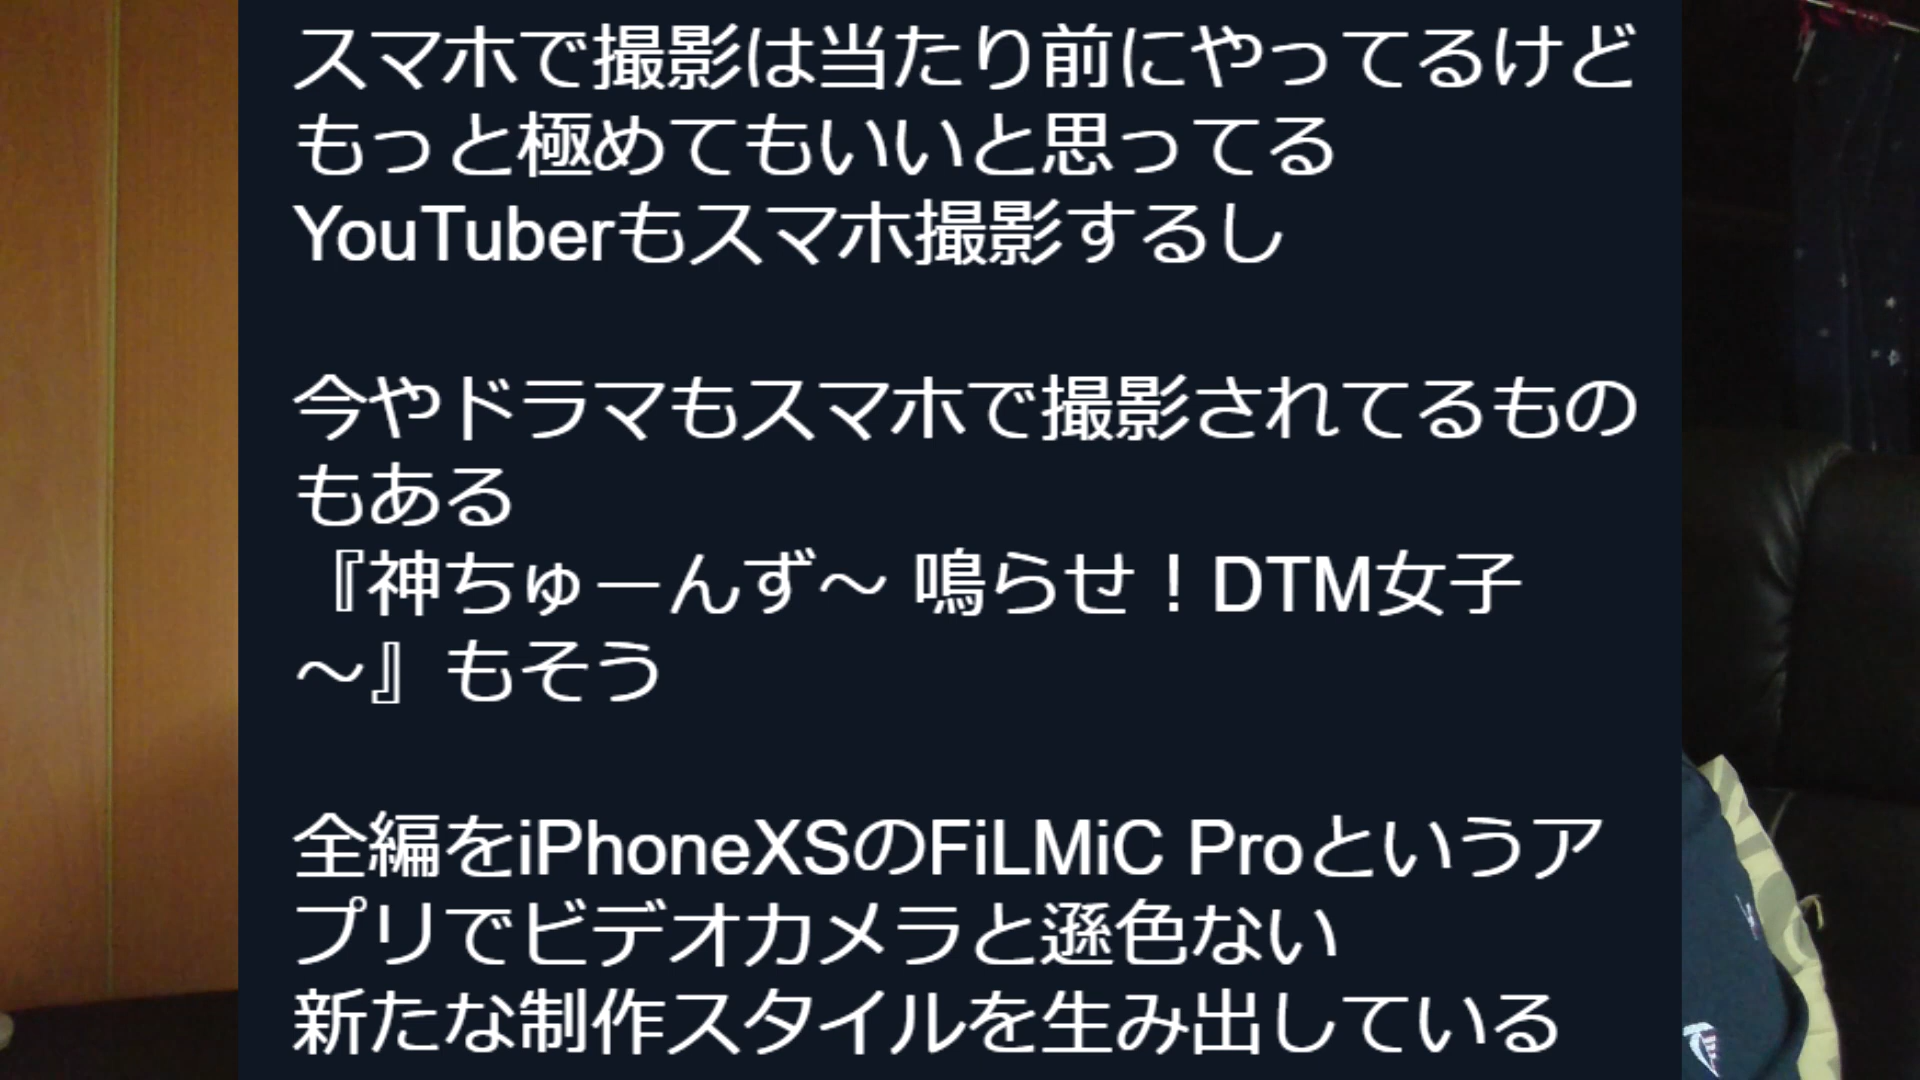 スマホで撮影は当たり前にやってるけど
もっと極めてもいいと思ってる
YouTuberもスマホ撮影するし
今やドラマもスマホで撮影されてるもの
もある
『神ちゅーんず～ 鳴らせ！DTM女子
～』もそう
全編をiPhoneXSのFiLMiC Proというア
プリでビデオカメラと遜色ない
新たな制作スタイルを生み出している